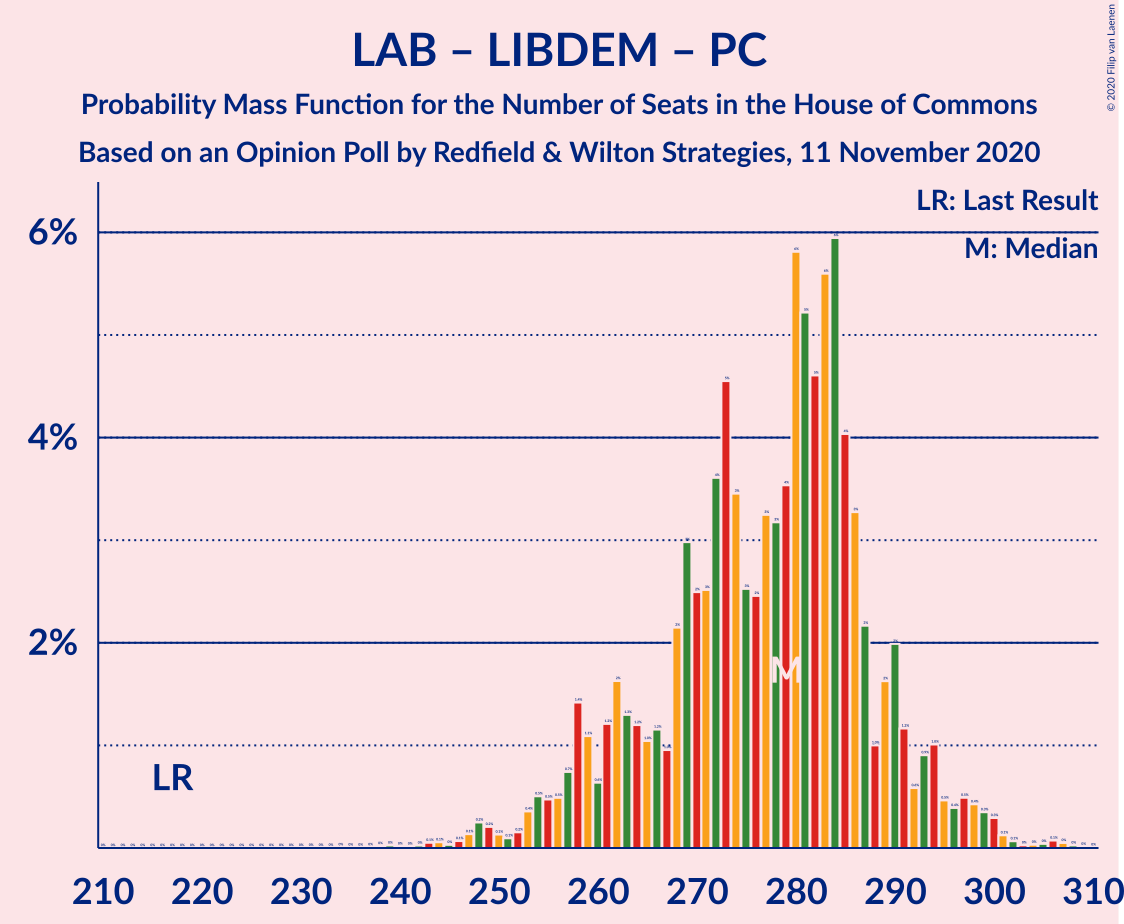 LAB – LIBDEM – PC
Probability Mass Function for the Number of Seats in the House of Commons
Based on an Opinion Poll by Redfield & Wilton Strategies, 11 November 2020
© 2020 Filip van Laenen
LR: Last Result
M: Median
6%
4%
2%
LR
M
210 220 230 240 250 260 270 280 290 300 310